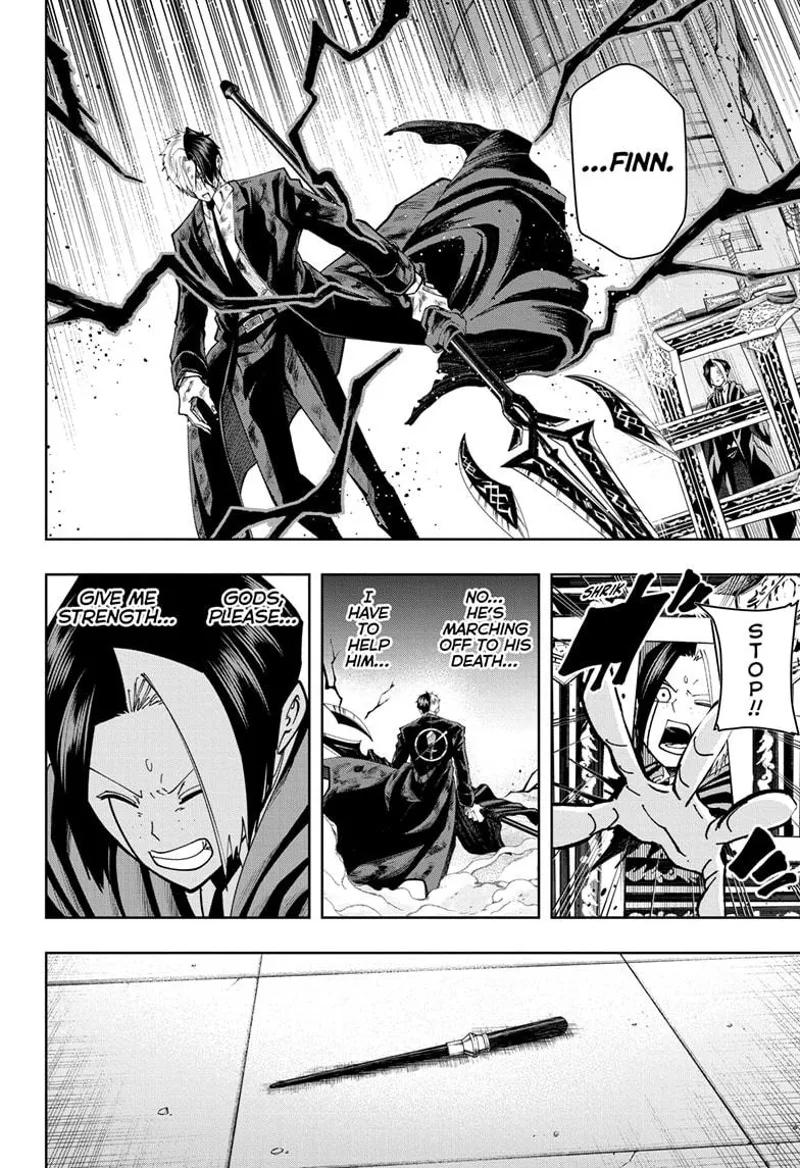 ...FINN.
STOP!!
SHRIK
NO...
HE'S
MARCHING
OFF TO HIS
DEATH...
I
HAVE
TO
HELP
HIM...
GODS,
PLEASE...
GIVE ME
STRENGTH...